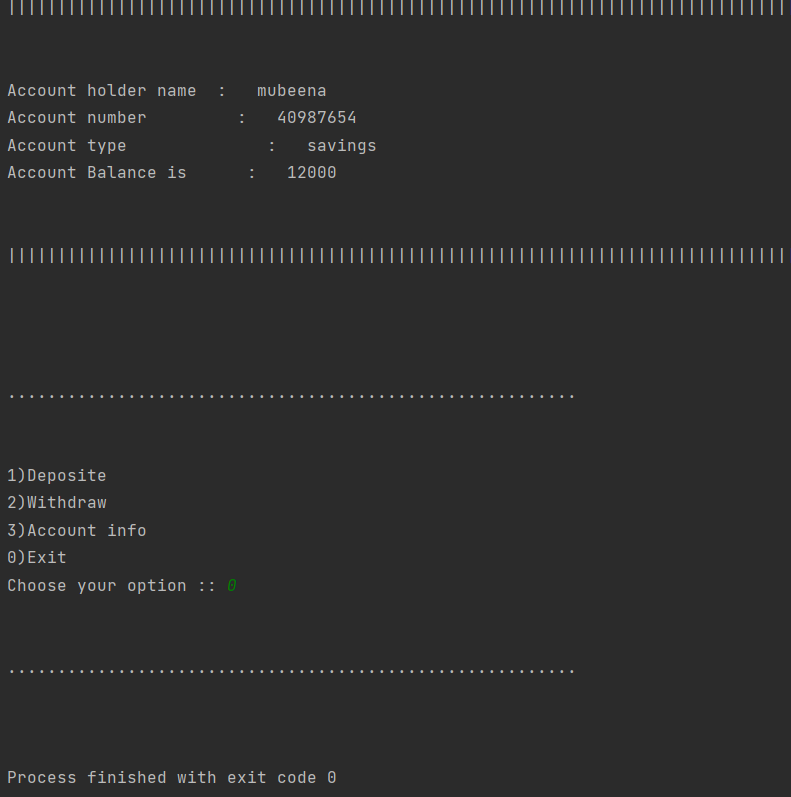 ||||||||||||||||||||||||||||||||||||||||||||||||||||||||||||||||||||||||||||||
Account holder name  :   mubeena
Account number         :   40987654
Account type              :   savings
Account Balance is      :   12000
||||||||||||||||||||||||||||||||||||||||||||||||||||||||||||||||||||||||||||||
.........................................................
1)Deposite
2)Withdraw
3)Account info
0)Exit
Choose your option :: 0
.........................................................
Process finished with exit code 0